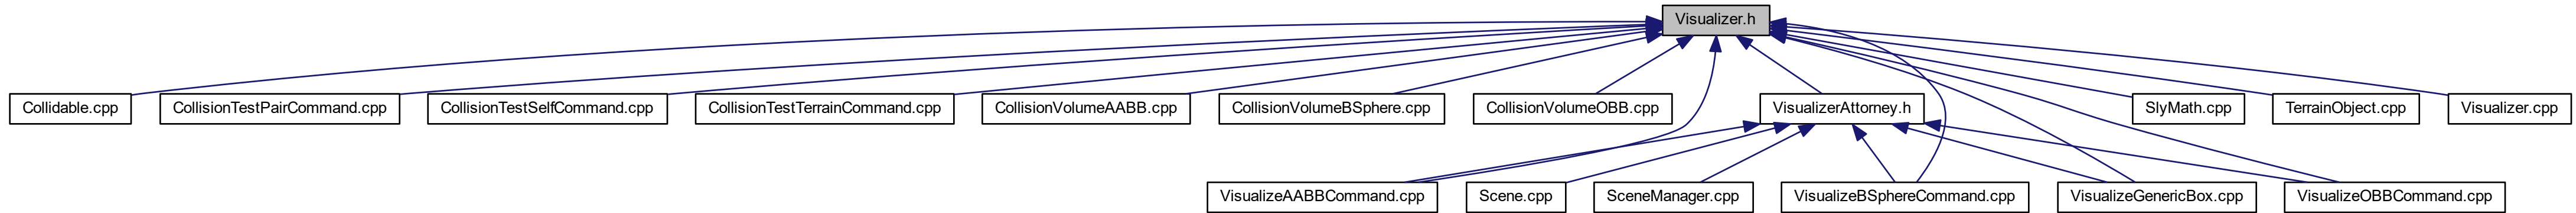 Visualizer.h
Collidable.cpp
CollisionTestPairCommand.cpp
CollisionTestSelfCommand.cpp
CollisionTestTerrainCommand.cpp
CollisionVolumeAABB.cpp
CollisionVolumeBSphere.cpp
CollisionVolumeOBB.cpp
VisualizerAttorney.h
SlyMath.cpp
TerrainObject.cpp
Visualizer.cpp
VisualizeAABBCommand.cpp
Scene.cpp
SceneManager.cpp
VisualizeBSphereCommand.cpp
VisualizeGenericBox.cpp
VisualizeOBBCommand.cpp